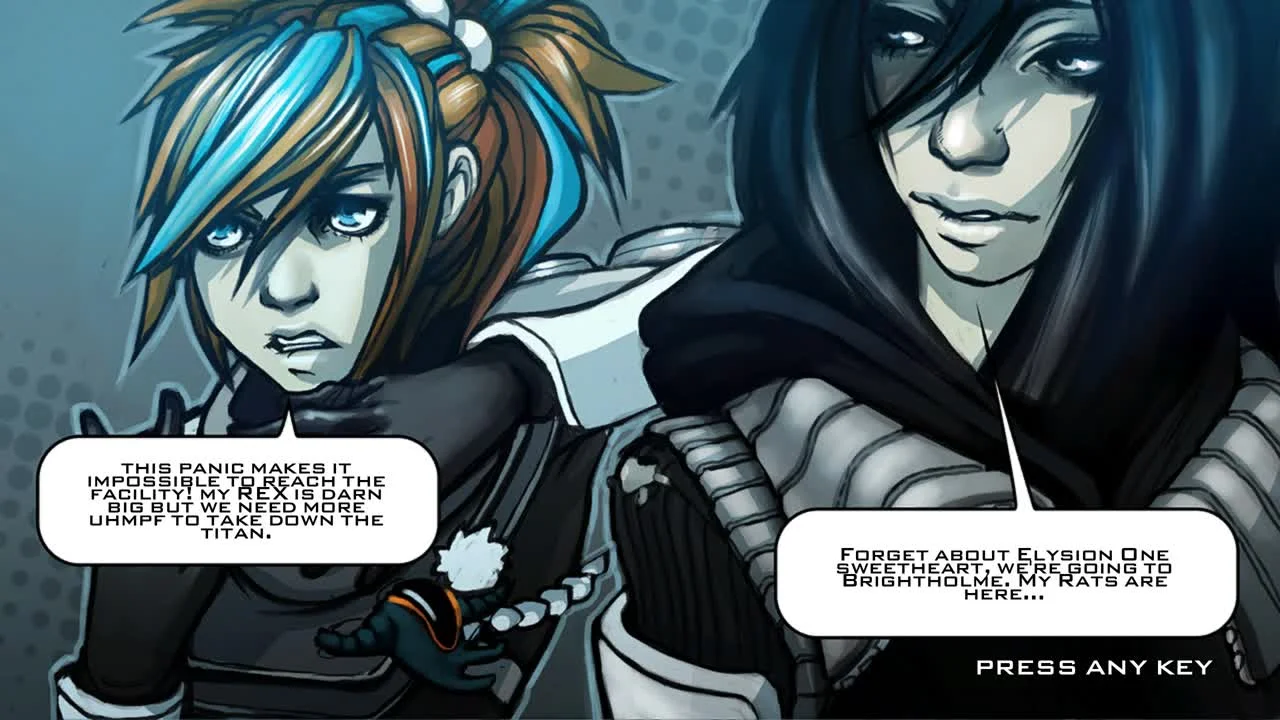 THIS PANIC MAKES IT
IMPOSSIBLE TO REACH THE
FACILITY! MY REX IS DARN
BIG BUT WE NEED MORE
UHMPF TO TAKE DOWN THE
TITAN.
FORGET ABOUT ELYSION ONE
SWEETHEART, WE'RE GOING TO
BRIGHTHOLME. MY RATS ARE
HERE...
PRESS ANY KEY